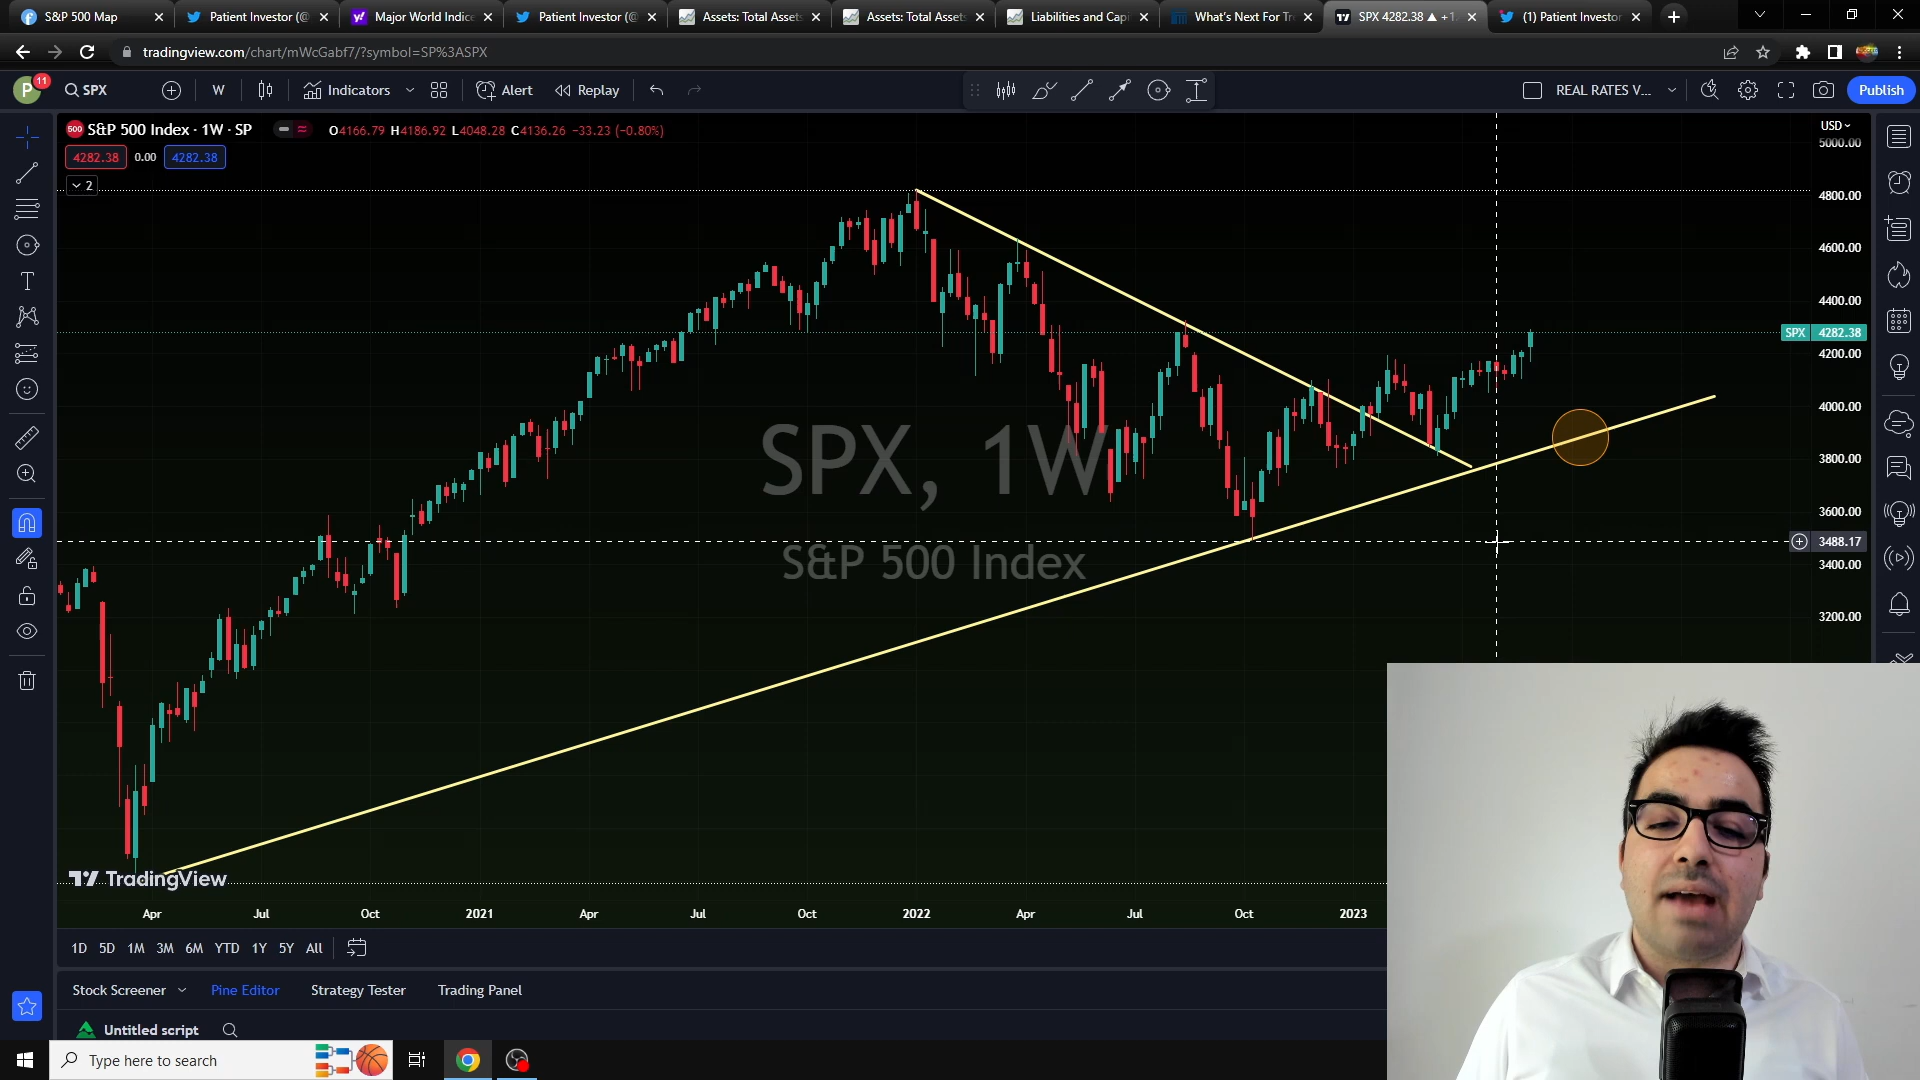 S&P 500 Map
Patient Investor (@
Major World Indice
Patient Investor (@
Assets: Total Assets
Assets: Total Assets
Liabilities and Capi
What's Next For Tr
SPX 4282.38 ▲ +1.
(1) Patient Investor
tradingview.com/chart/mWcGabf7/?symbol=SP%3ASPX
P
11
SPX
W
Indicators
Alert
Replay
REAL RATES V...
Publish
500
S&P 500 Index · 1W · SP
O4166.79 H4186.92 L4048.28 C4136.26 −33.23 (−0.80%)
4282.38
0.00
4282.38
2
USD
5000.00
4800.00
4600.00
4400.00
SPX 4282.38
4200.00
4000.00
3800.00
3600.00
3488.17
3400.00
3200.00
SPX, 1W
S&P 500 Index
TradingView
Apr
Jul
Oct
2021
Apr
Jul
Oct
2022
Apr
Jul
Oct
2023
1D
5D
1M
3M
6M
YTD
1Y
5Y
All
Stock Screener
Pine Editor
Strategy Tester
Trading Panel
Untitled script
Type here to search